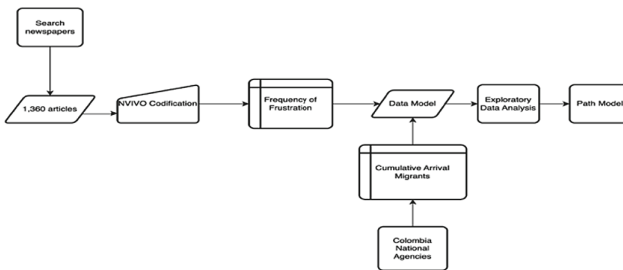 Search
newspapers
1,360 articles
NVIVO Codification
Frequency of
Frustration
Data Model
Exploratory
Data Analysis
Path Model
Cumulative Arrival
Migrants
Colombia
National
Agencies